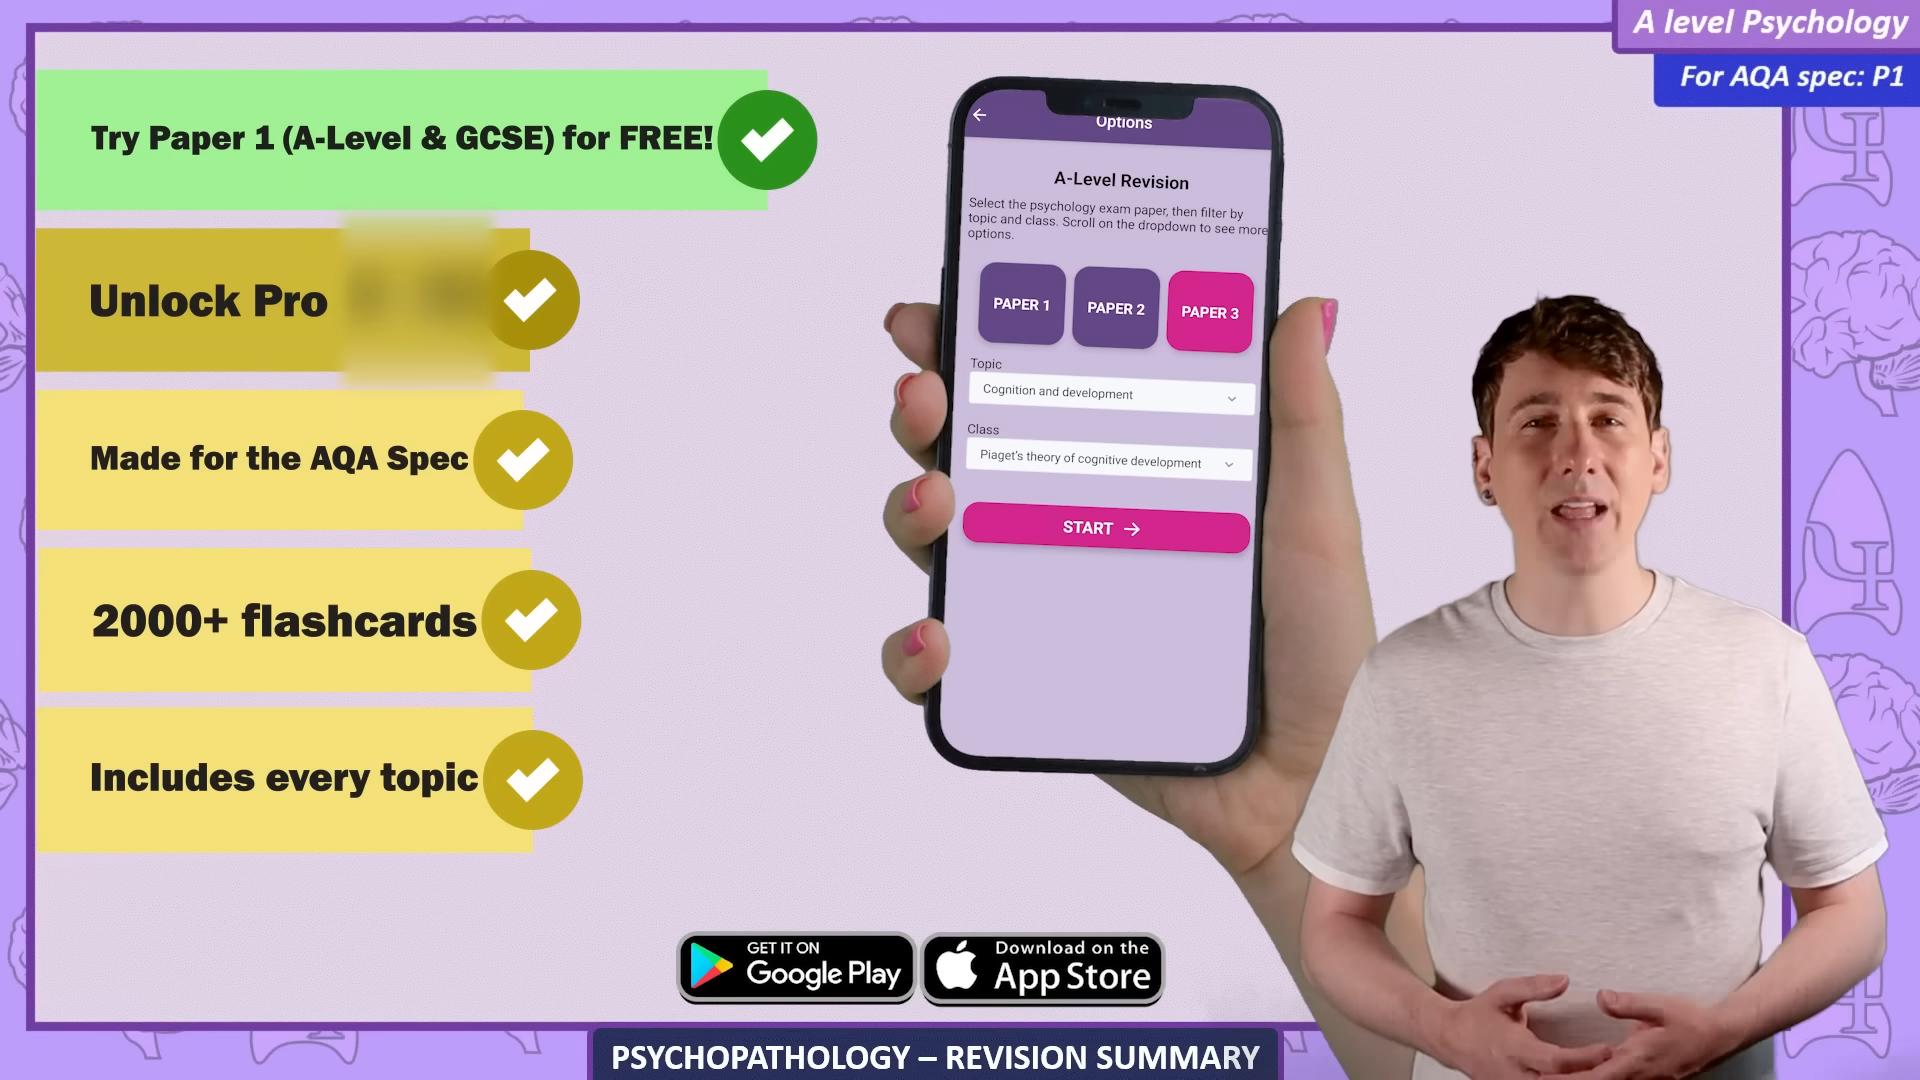 A level Psychology
For AQA spec: P1
Try Paper 1 (A-Level & GCSE) for FREE!
Unlock Pro
Made for the AQA Spec
2000+ flashcards
Includes every topic
Options
A-Level Revision
Select the psychology exam paper, then filter by
topic and class. Scroll on the dropdown to see more
options.
PAPER 1
PAPER 2
PAPER 3
Topic
Cognition and development
Class
Piaget's theory of cognitive development
START
GET IT ON
Google Play
Download on the
App Store
PSYCHOPATHOLOGY – REVISION SUMMARY